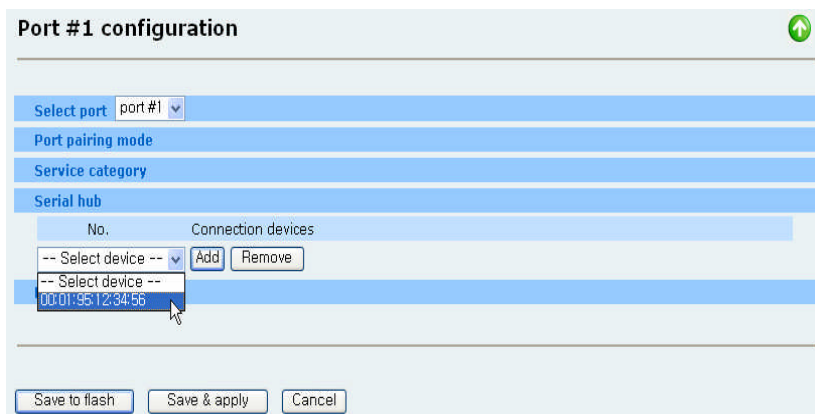 Port #1 configuration
Select port port #1
Port pairing mode
Service category
Serial hub
No. Connection devices
-- Select device -- Add Remove
-- Select device --
00:01:95:12:34:56
Save to flash Save & apply Cancel